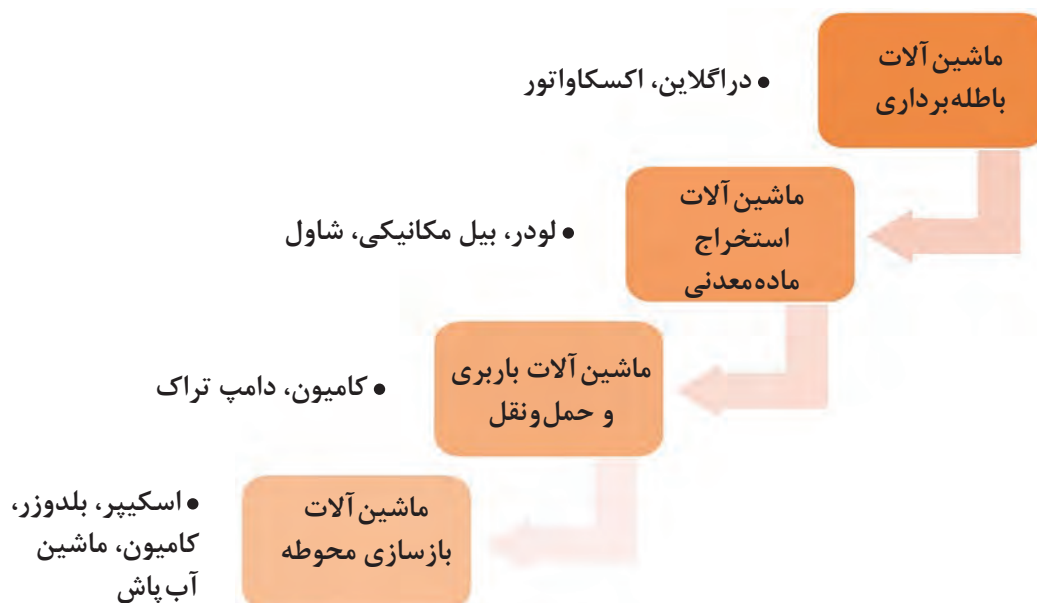 ماشین‌آلات
باطله‌برداری
● دراگلاین، اکسکاواتور
ماشین‌آلات
استخراج
ماده‌معدنی
● لودر، بیل مکانیکی، شاول
ماشین‌آلات باربری
و حمل‌ونقل
● کامیون، دامپ تراک
ماشین‌آلات
بازسازی محوطه
● اسکیپر، بلدوزر،
کامیون، ماشین
آب‌پاش